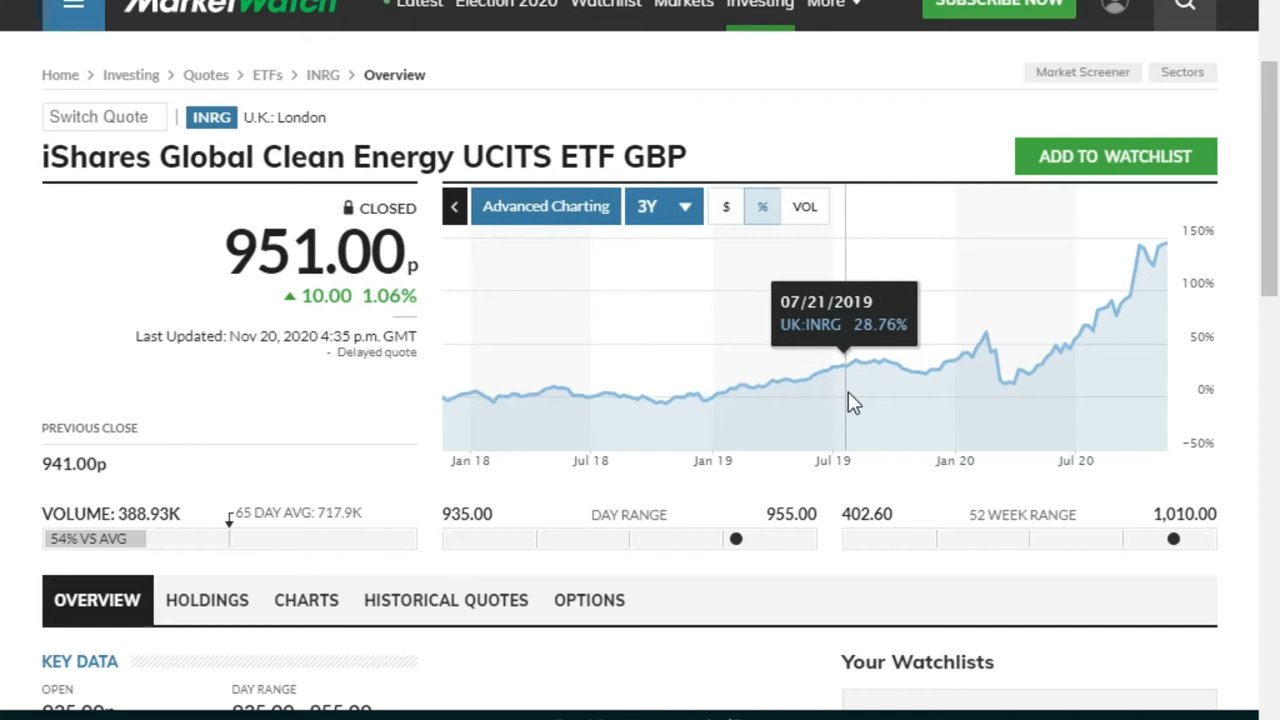 MarketWatch
Latest Election 2020 Watchlist Markets Investing More
SUBSCRIBE NOW
Home > Investing > Quotes > ETFs > INRG > Overview
Market Screener Sectors
Switch Quote | INRG U.K.: London
iShares Global Clean Energy UCITS ETF GBP
ADD TO WATCHLIST
CLOSED
951.00p
10.00 1.06%
Last Updated: Nov 20, 2020 4:35 p.m. GMT
- Delayed quote
PREVIOUS CLOSE
941.00p
Advanced Charting 3Y $ % VOL
150%
100%
50%
0%
-50%
07/21/2019
UK:INRG 28.76%
Jan 18 Jul 18 Jan 19 Jul 19 Jan 20 Jul 20
VOLUME: 388.93K 65 DAY AVG: 717.9K
54% VS AVG
935.00 DAY RANGE 955.00
402.60 52 WEEK RANGE 1,010.00
OVERVIEW HOLDINGS CHARTS HISTORICAL QUOTES OPTIONS
KEY DATA
Your Watchlists
OPEN DAY RANGE
935.00p 935.00 - 955.00